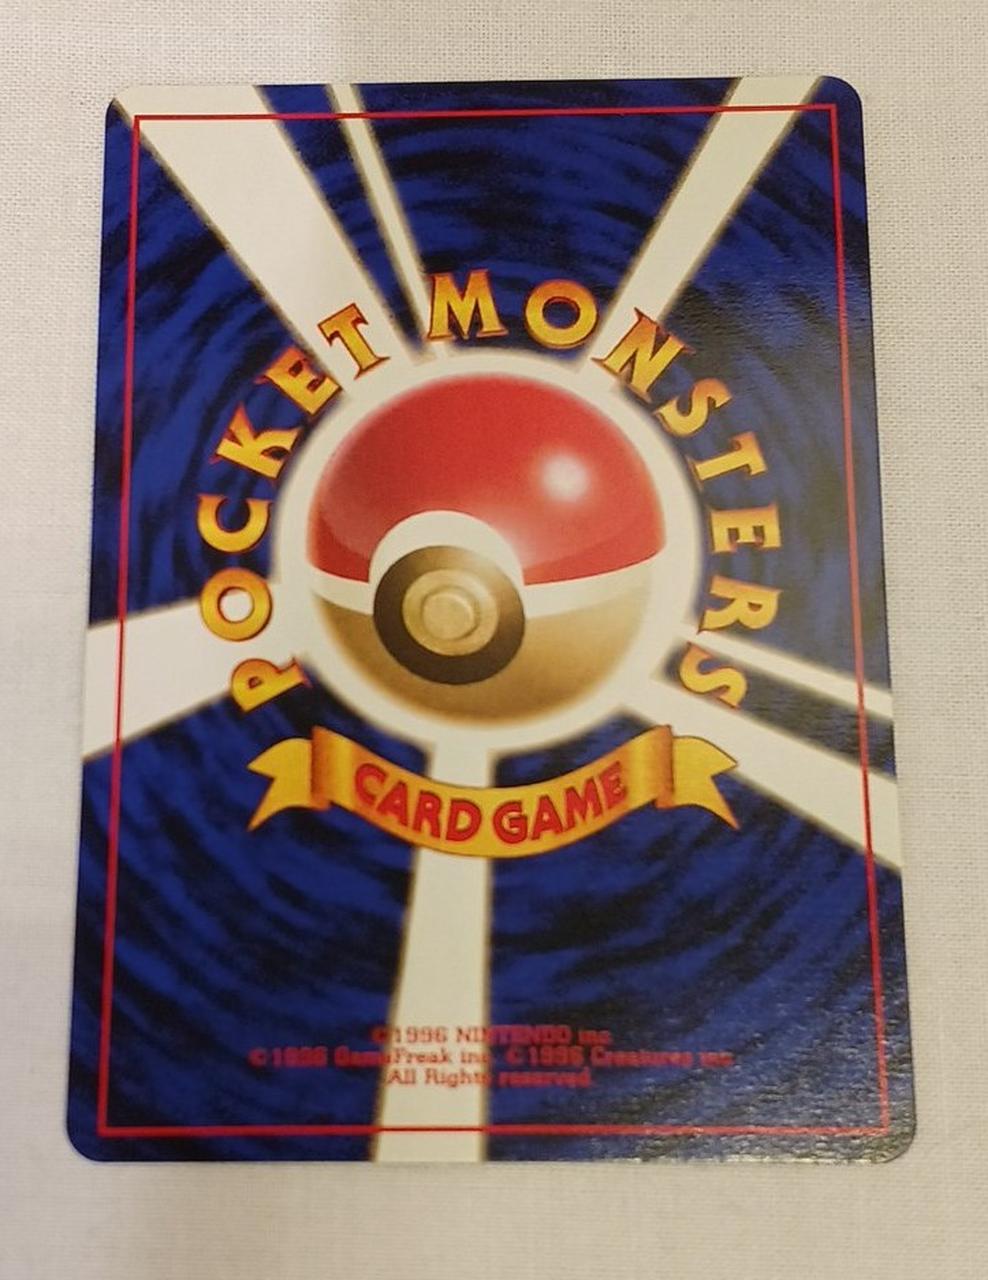 POCKET MONSTERS
CARD GAME
©1996 NINTENDO inc
©1996 GameFreak inc. ©1996 Creatures inc
All Rights reserved